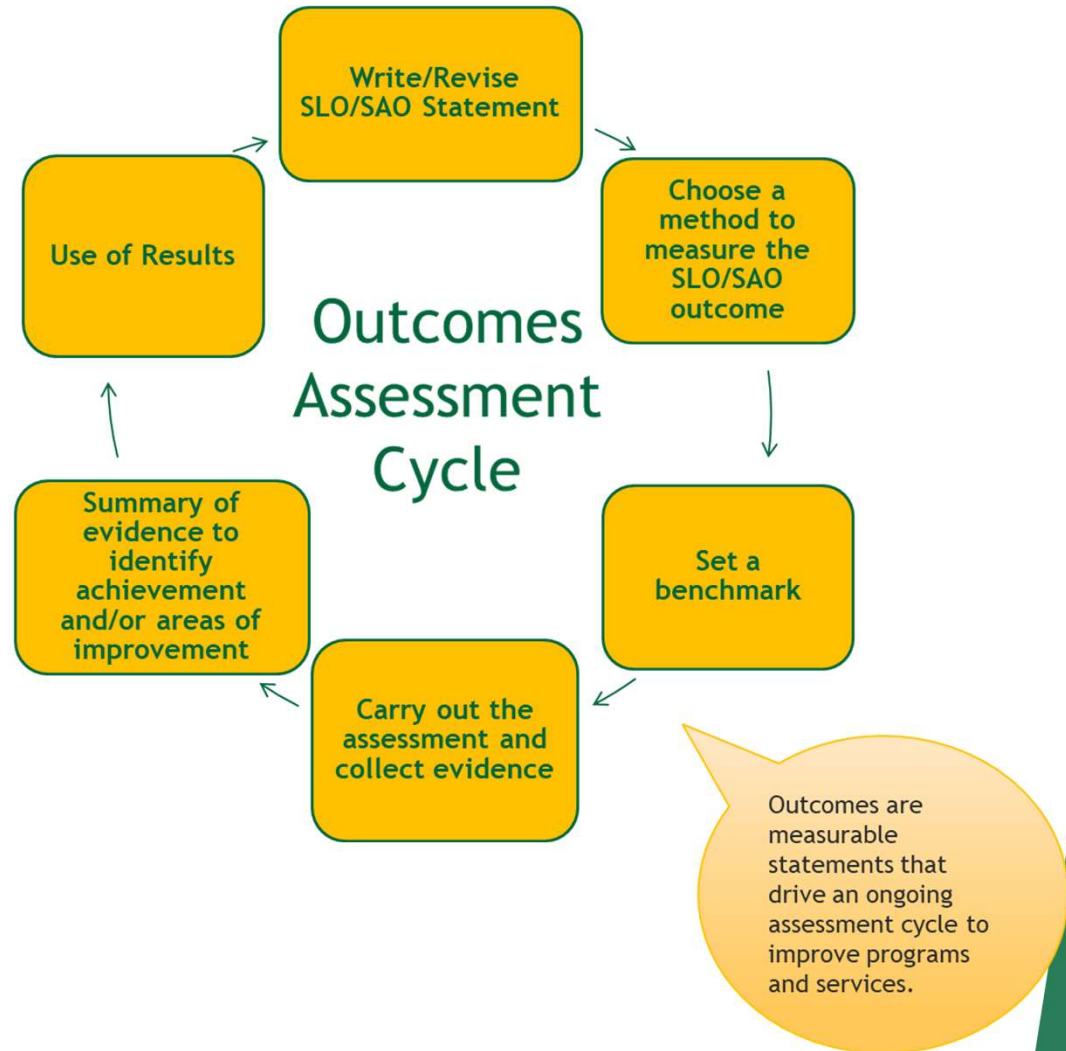 Write/Revise
SLO/SAO Statement
Choose a
method to
measure the
SLO/SAO
outcome
Set a
benchmark
Carry out the
assessment and
collect evidence
Summary of
evidence to
identify
achievement
and/or areas of
improvement
Use of Results
Outcomes
Assessment
Cycle
Outcomes are
measurable
statements that
drive an ongoing
assessment cycle to
improve programs
and services.